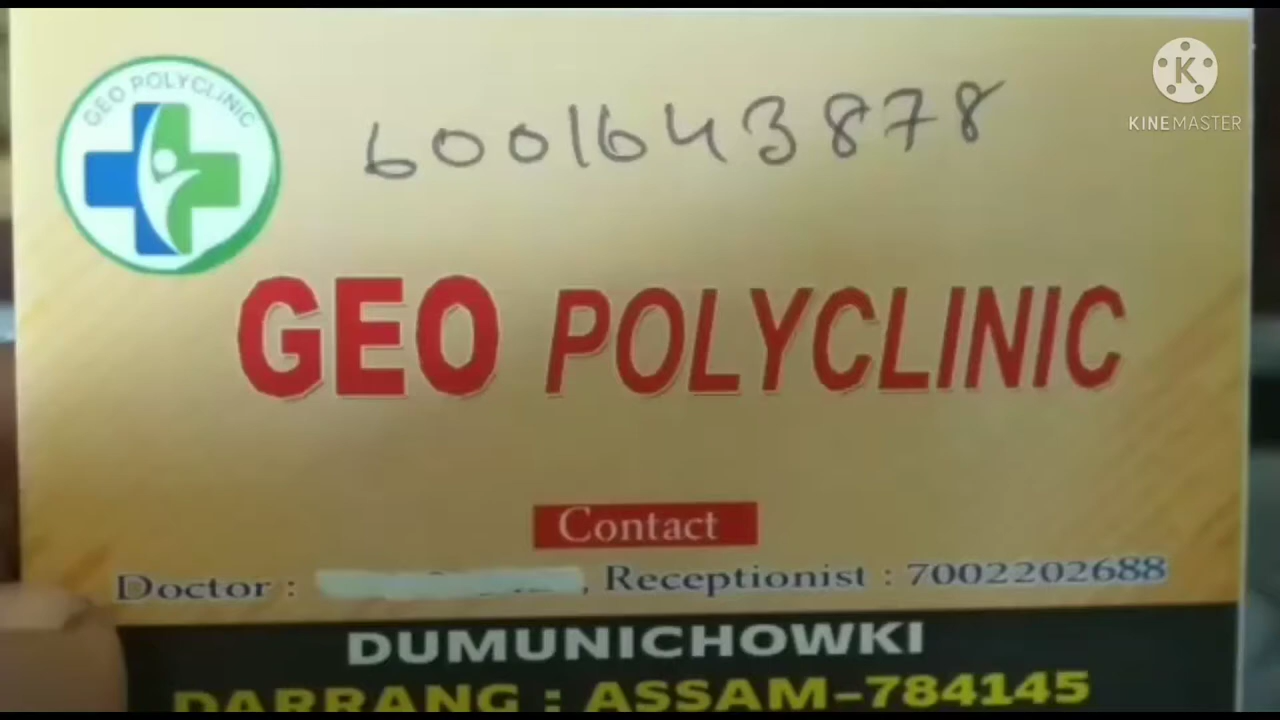 GEO POLYCLINIC
6001643878
KINEMASTER
GEO POLYCLINIC
Contact
Doctor : , Receptionist : 7002202688
DUMUNICHOWKI
DARRANG : ASSAM-784145